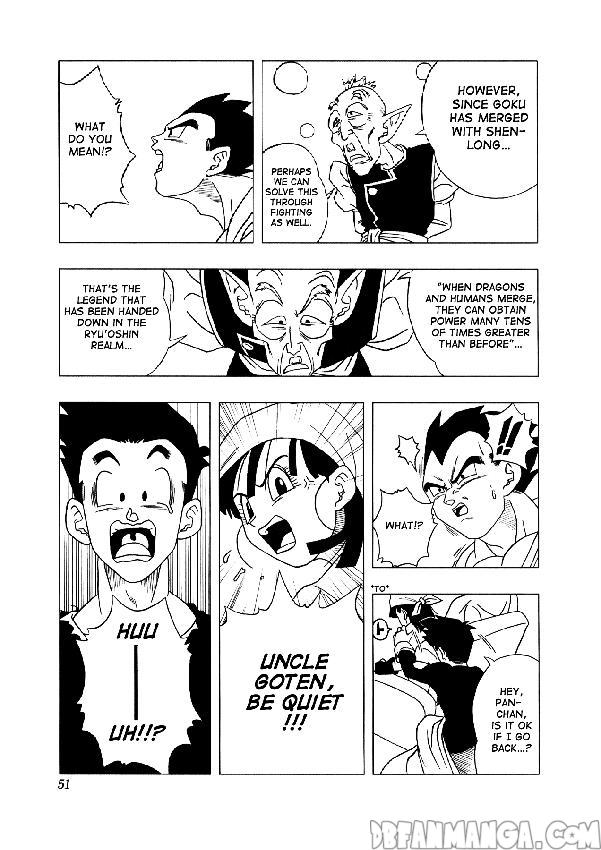 HOWEVER,
SINCE GOKU
HAS MERGED
WITH SHEN-
LONG...
PERHAPS
WE CAN
SOLVE THIS
THROUGH
FIGHTING
AS WELL.
WHAT
DO YOU
MEAN!?
"WHEN DRAGONS
AND HUMANS MERGE,
THEY CAN OBTAIN
POWER MANY TENS
OF TIMES GREATER
THAN BEFORE"...
THAT'S THE
LEGEND THAT
HAS BEEN HANDED
DOWN IN THE
RYU'OSHIN
REALM...
!!
WHAT!?
*TO*
T
HEY,
PAN-
CHAN,
IS IT OK
IF I GO
BACK...?
UNCLE
GOTEN,
BE QUIET
!!!
HUU
UH!!?
51
DBFANMANGA.COM